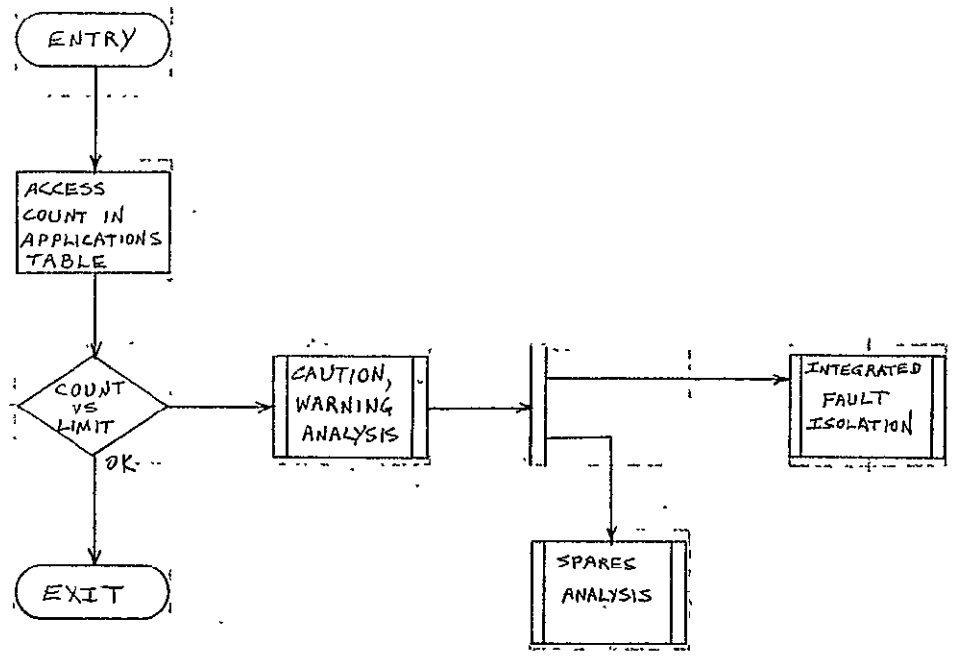 ENTRY
ACCESS
COUNT IN
APPLICATIONS
TABLE
COUNT
VS
LIMIT
OK
CAUTION,
WARNING
ANALYSIS
INTEGRATED
FAULT
ISOLATION
SPARES
ANALYSIS
EXIT